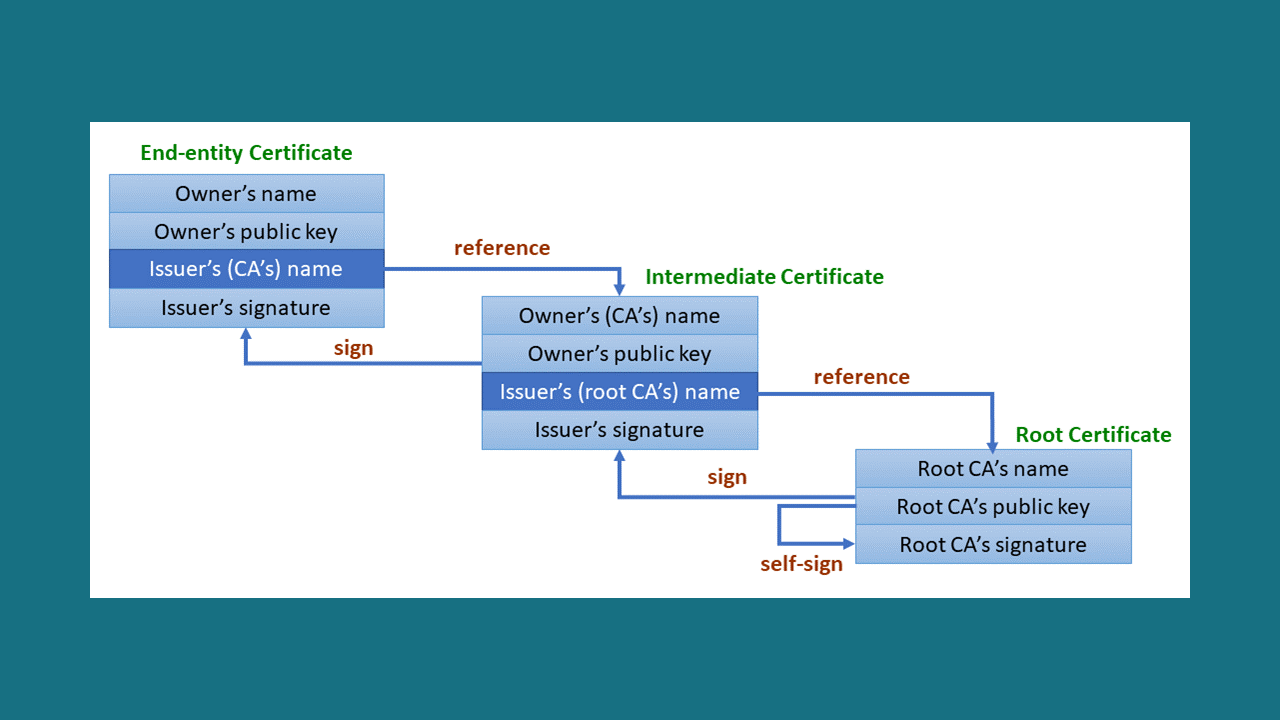 End-entity Certificate
Owner’s name
Owner’s public key
Issuer’s (CA’s) name
Issuer’s signature
reference
sign
Intermediate Certificate
Owner’s (CA’s) name
Owner’s public key
Issuer’s (root CA’s) name
Issuer’s signature
reference
sign
Root Certificate
Root CA’s name
Root CA’s public key
Root CA’s signature
self-sign